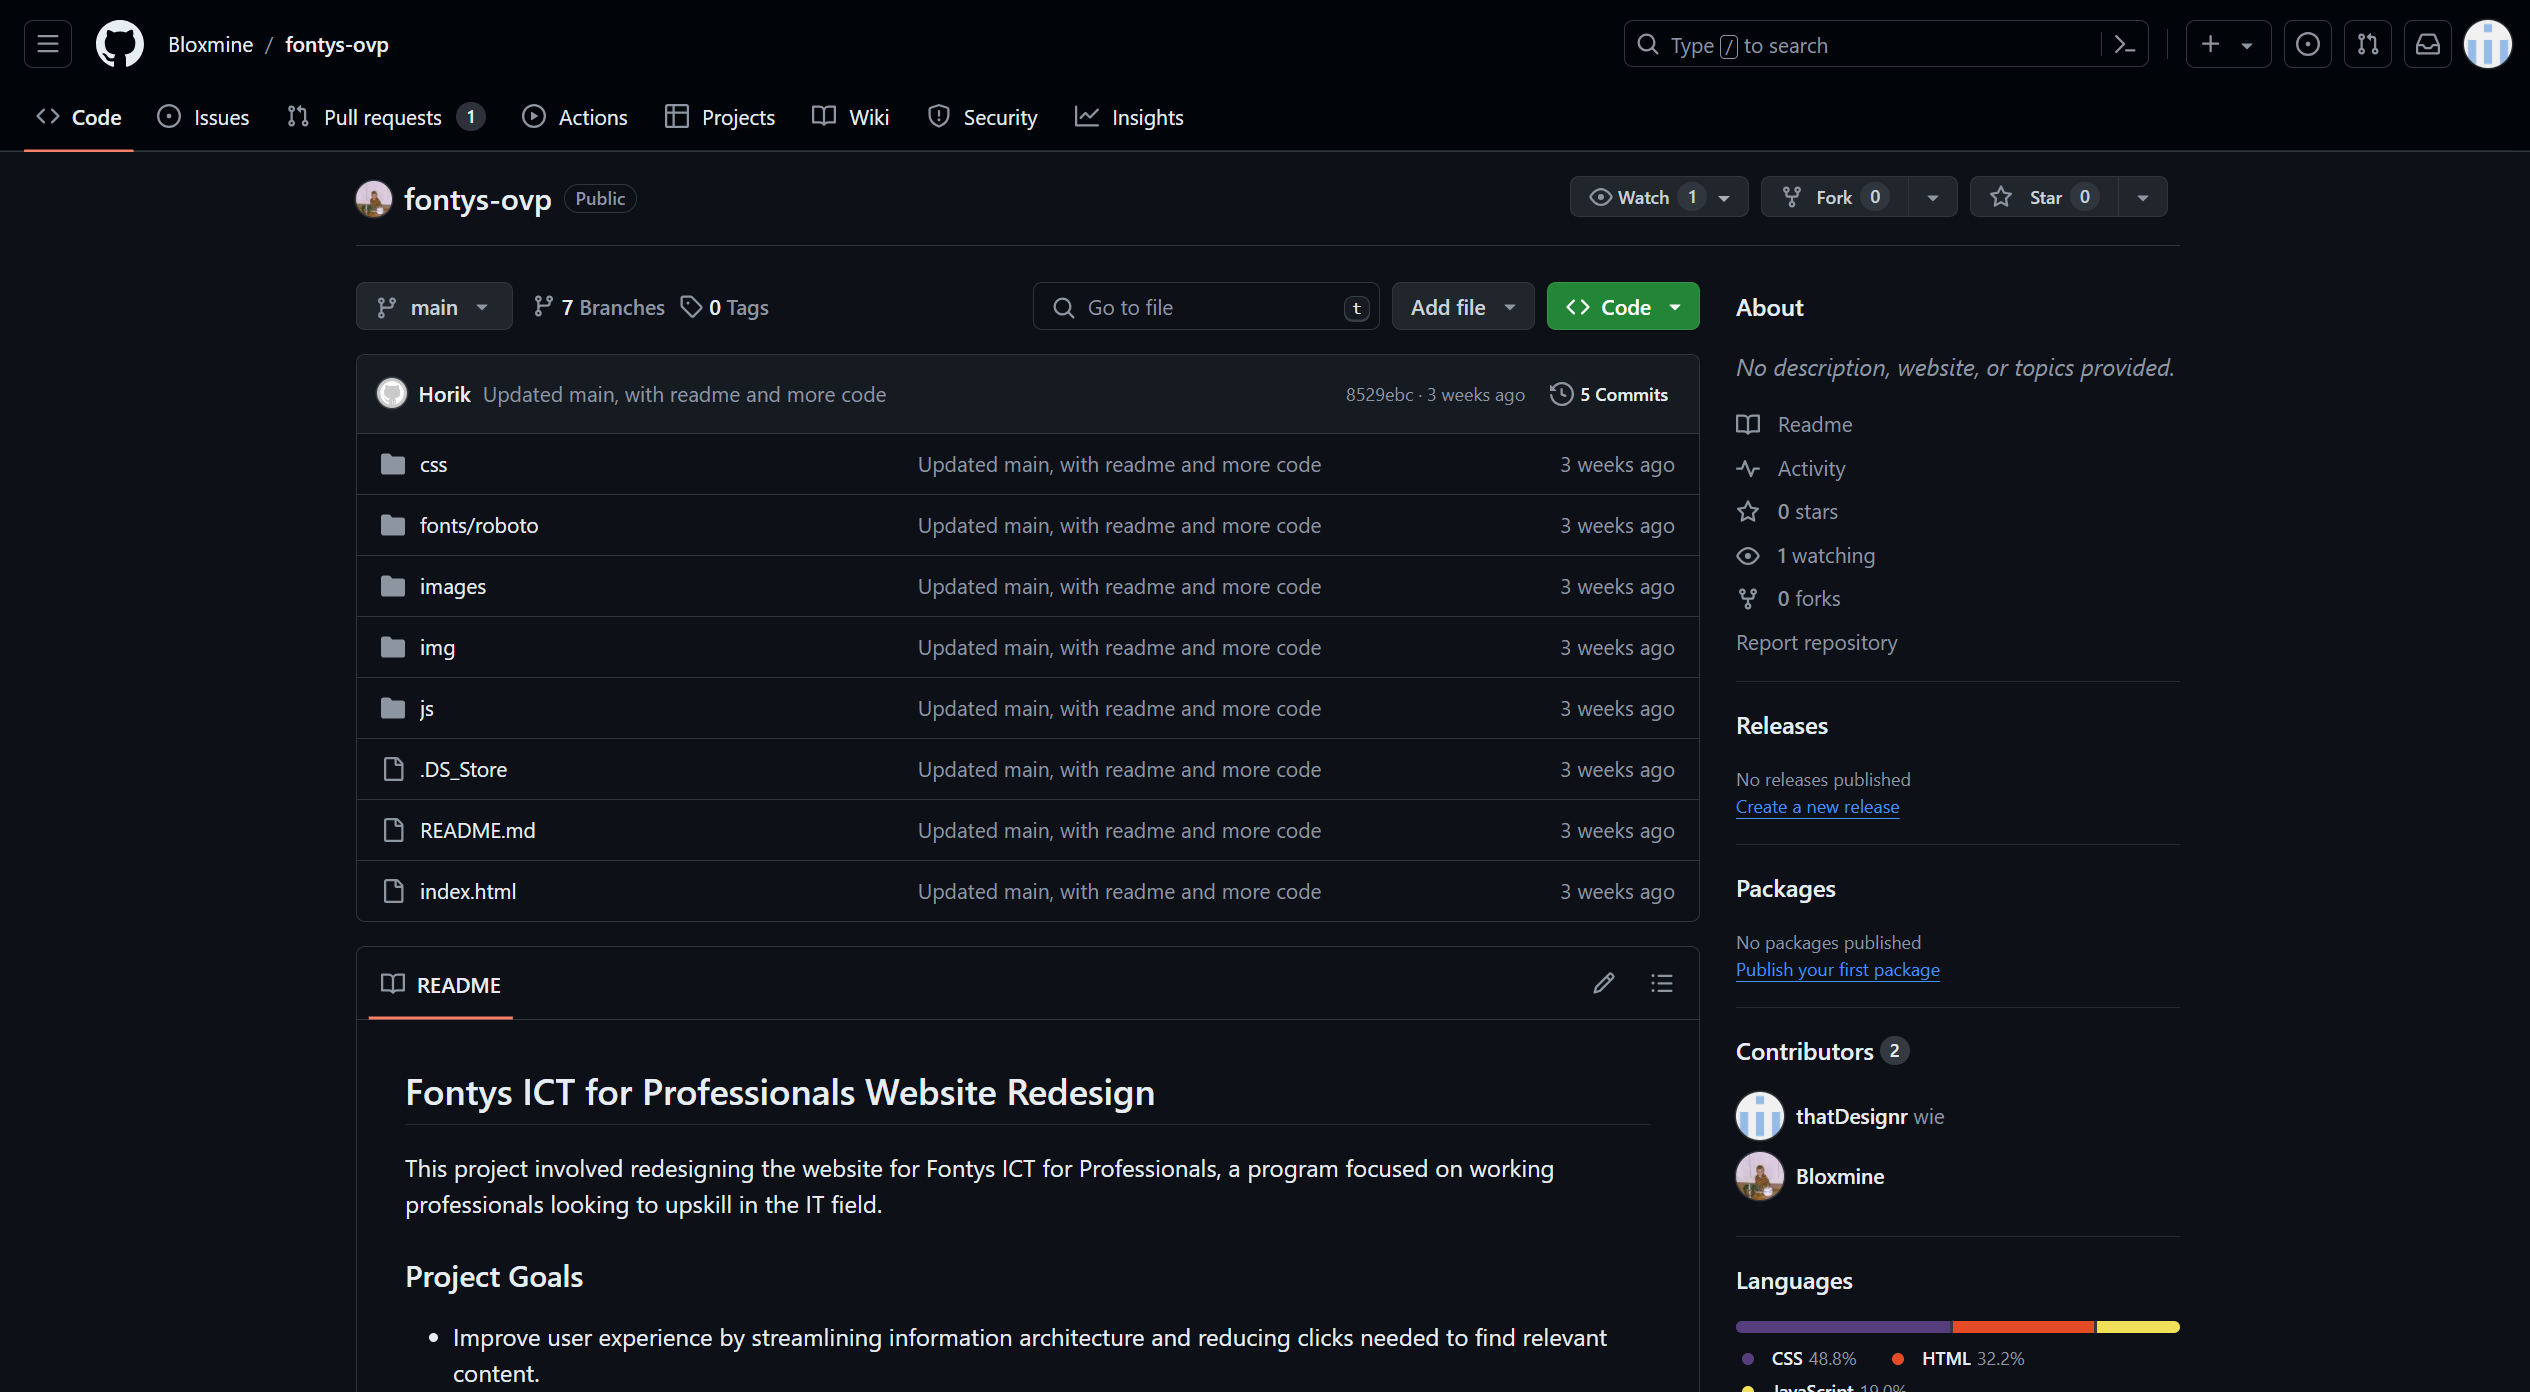 Bloxmine / fontys-ovp
Type / to search
Code
Issues
Pull requests 1
Actions
Projects
Wiki
Security
Insights
fontys-ovp Public
Watch 1
Fork 0
Star 0
main
7 Branches
0 Tags
Go to file t
Add file
Code
Horik Updated main, with readme and more code 8529ebc · 3 weeks ago 5 Commits
css Updated main, with readme and more code 3 weeks ago
fonts/roboto Updated main, with readme and more code 3 weeks ago
images Updated main, with readme and more code 3 weeks ago
img Updated main, with readme and more code 3 weeks ago
js Updated main, with readme and more code 3 weeks ago
.DS_Store Updated main, with readme and more code 3 weeks ago
README.md Updated main, with readme and more code 3 weeks ago
index.html Updated main, with readme and more code 3 weeks ago
README
Fontys ICT for Professionals Website Redesign
This project involved redesigning the website for Fontys ICT for Professionals, a program focused on working
professionals looking to upskill in the IT field.
Project Goals
Improve user experience by streamlining information architecture and reducing clicks needed to find relevant
content.
About
No description, website, or topics provided.
Readme
Activity
0 stars
1 watching
0 forks
Report repository
Releases
No releases published
Create a new release
Packages
No packages published
Publish your first package
Contributors 2
thatDesignr wie
Bloxmine
Languages
CSS 48.8%
HTML 32.2%
JavaScript 19.0%